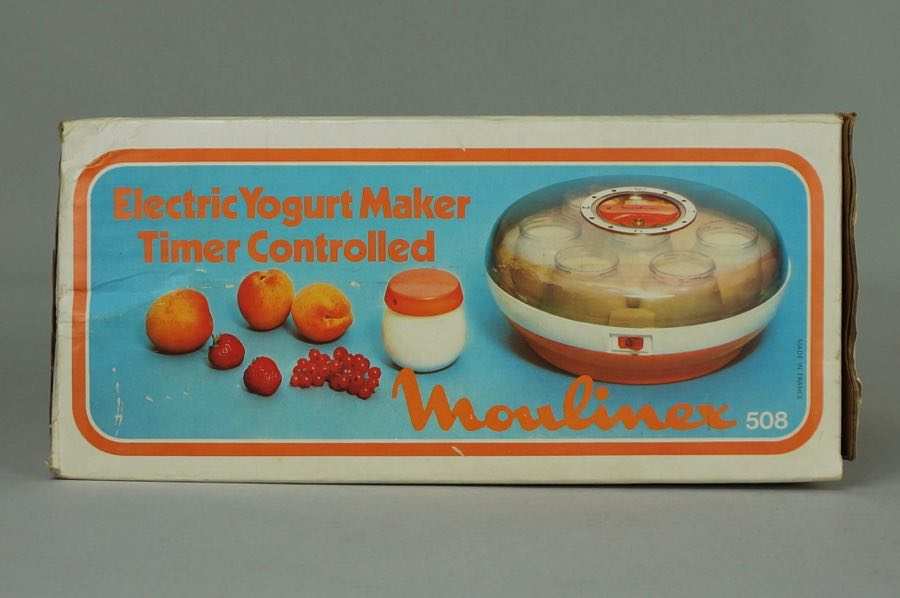 Electric Yogurt Maker
Timer Controlled
Moulinex 508
MADE IN FRANCE